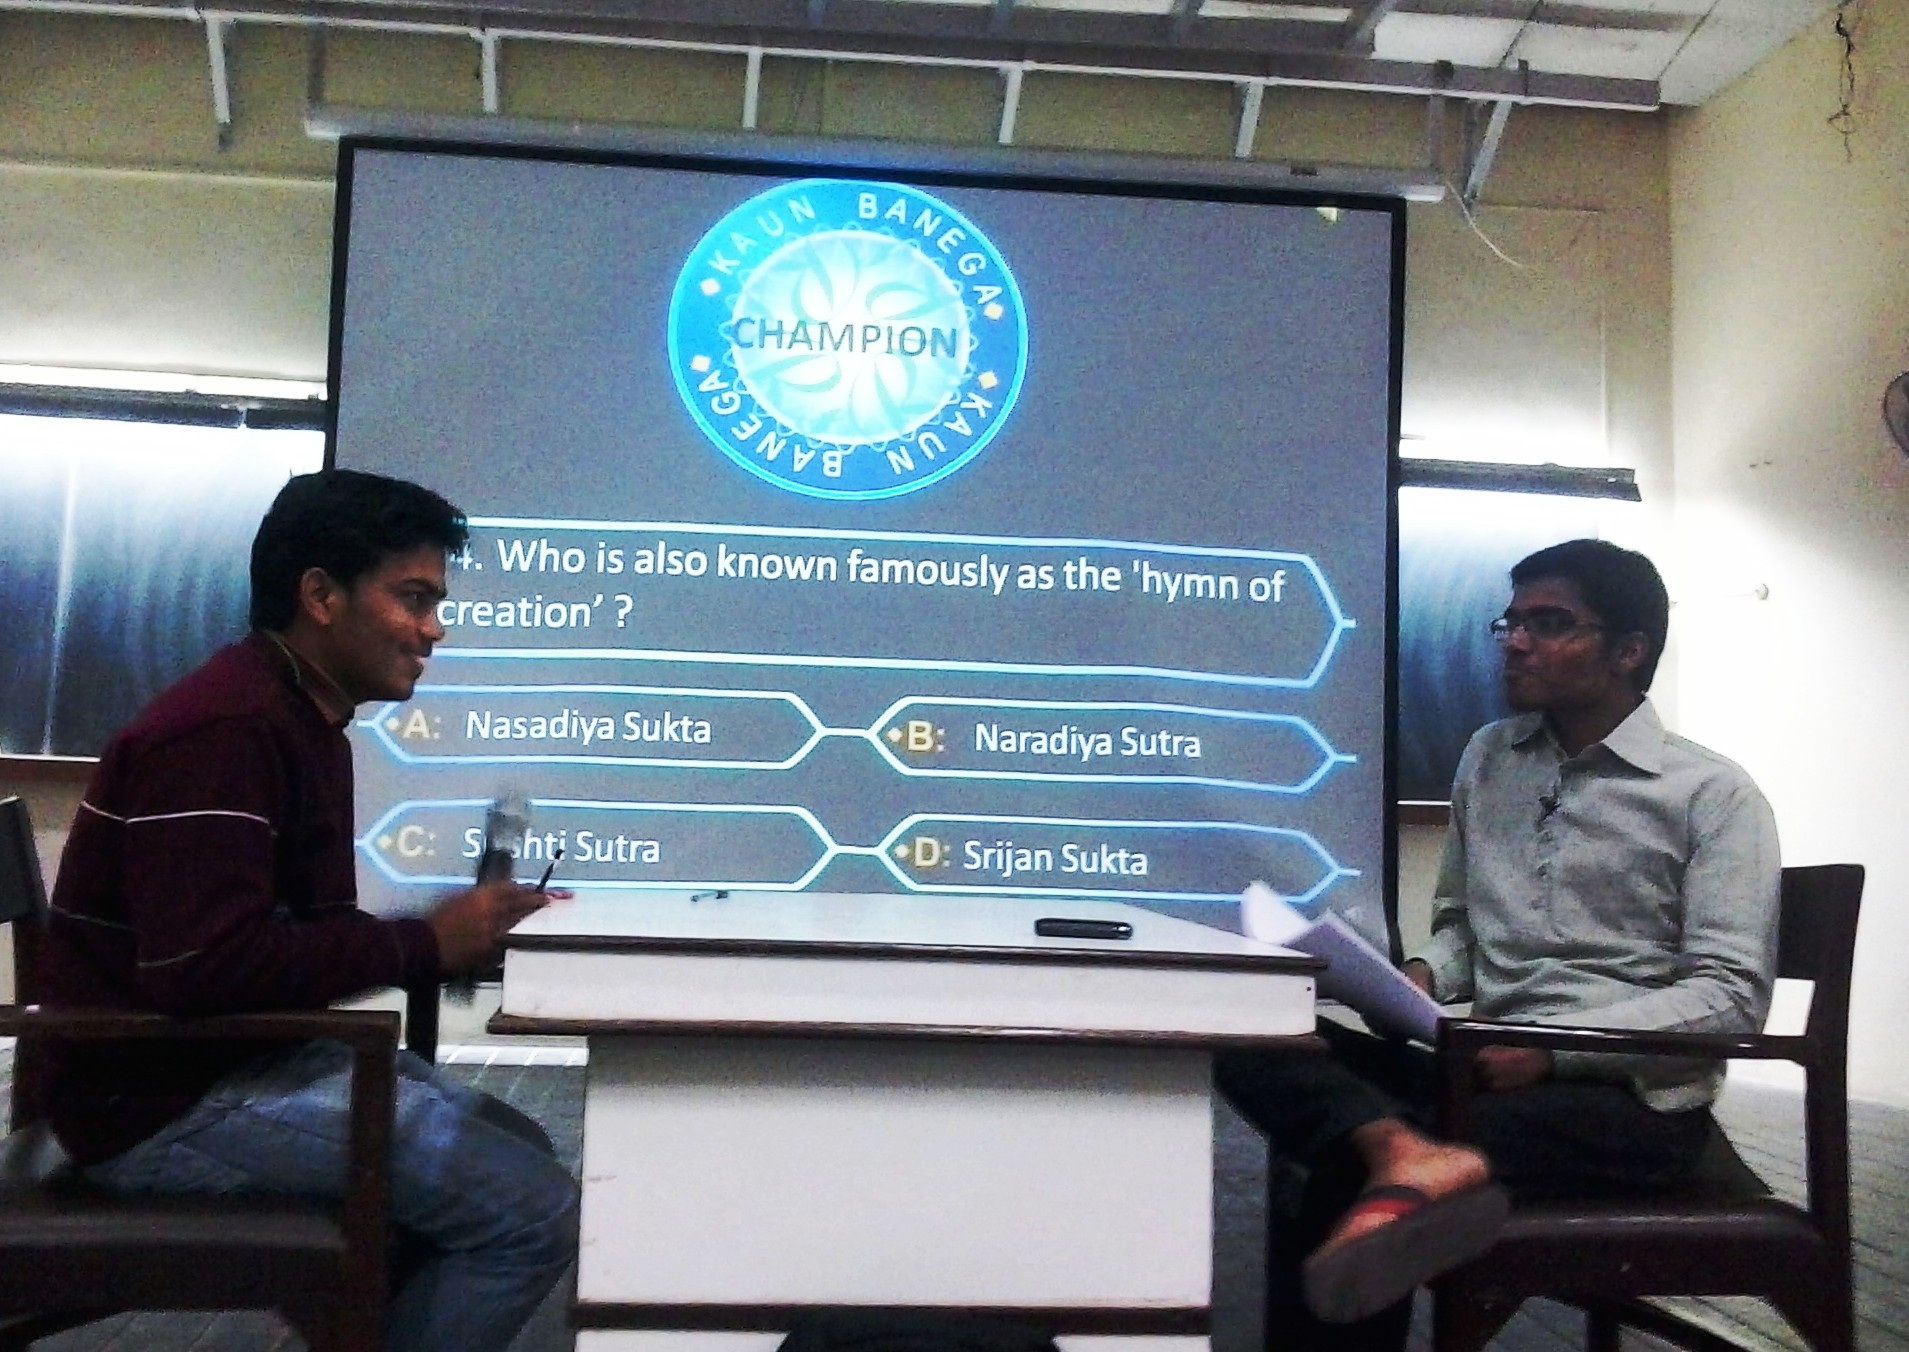 KAUN BANEGA
CHAMPION
KAUN BANEGA
4. Who is also known famously as the 'hymn of
creation' ?
A: Nasadiya Sukta
B: Naradiya Sutra
C: Sutra
D: Srijan Sukta